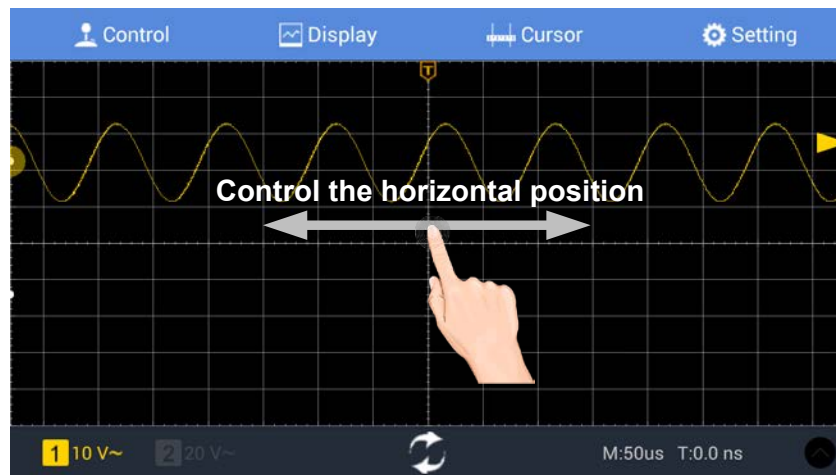 Control Display Cursor Setting
T
Control the horizontal position
1 10 V~ 2 20 V~ M:50us T:0.0 ns